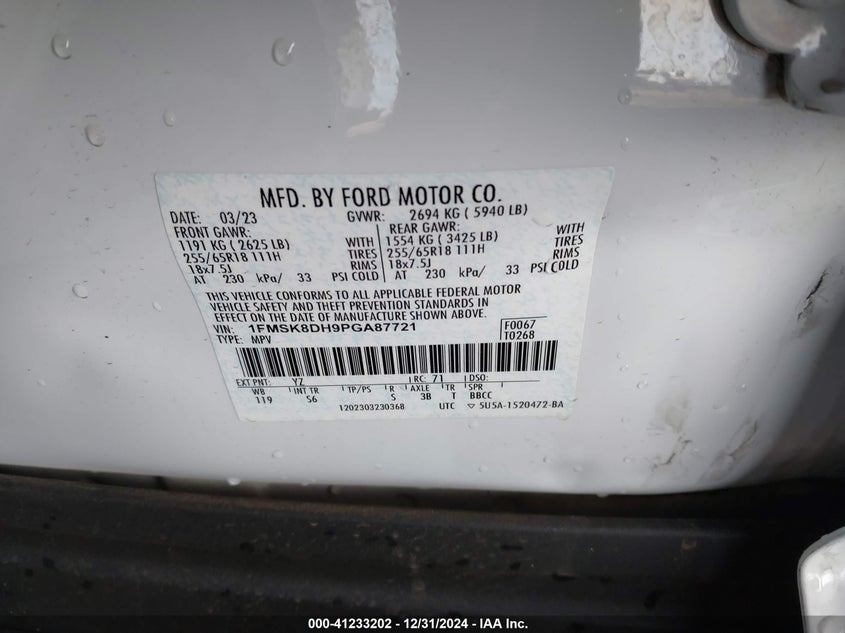 MFD. BY FORD MOTOR CO.
DATE: 03/23 GVWR: 2694 KG ( 5940 LB)
FRONT GAWR: REAR GAWR: WITH
1191 KG ( 2625 LB) WITH 1554 KG ( 3425 LB) TIRES
255/65R18 111H TIRES 255/65R18 111H RIMS
18x7.5J RIMS 18x7.5J
AT 230 kPa/ 33 PSI COLD AT 230 kPa/ 33 PSI COLD
THIS VEHICLE CONFORMS TO ALL APPLICABLE FEDERAL MOTOR
VEHICLE SAFETY AND THEFT PREVENTION STANDARDS IN
EFFECT ON THE DATE OF MANUFACTURE SHOWN ABOVE.
VIN: 1FMSK8DH9PGA87721 F0067
TYPE: MPV T0268
EXT PNT: YZ RC: 71 DSO:
WB INT TR TP/PS R AXLE TR SPR
119 S6 S 3B T BBCC
1202303230368 UTC ▽ 5U5A-1520472-BA
000-41233202 - 12/31/2024 - IAA Inc.